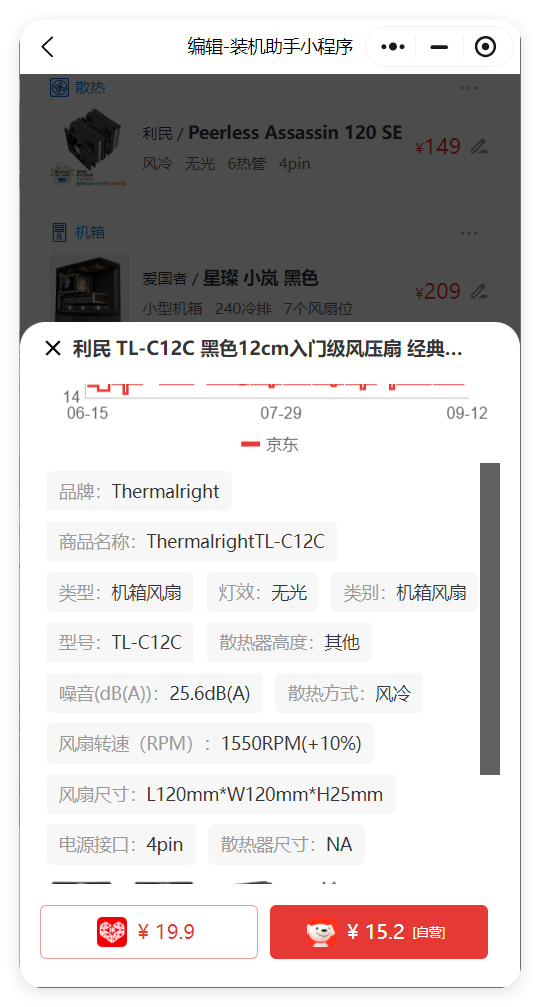 编辑-装机助手小程序
散热
利民 / Peerless Assassin 120 SE
¥149
风冷 无光 6热管 4pin
机箱
爱国者 / 星璨 小岚 黑色
¥209
小型机箱 240冷排 7个风扇位
利民 TL-C12C 黑色12cm入门级风压扇 经典...
14
06-15 07-29 09-12
京东
品牌：Thermalright
商品名称：ThermalrightTL-C12C
类型：机箱风扇 灯效：无光 类别：机箱风扇
型号：TL-C12C 散热器高度：其他
噪音(dB(A))：25.6dB(A) 散热方式：风冷
风扇转速（RPM）：1550RPM(+10%)
风扇尺寸：L120mm*W120mm*H25mm
电源接口：4pin 散热器尺寸：NA
¥ 19.9 ¥ 15.2 [自营]